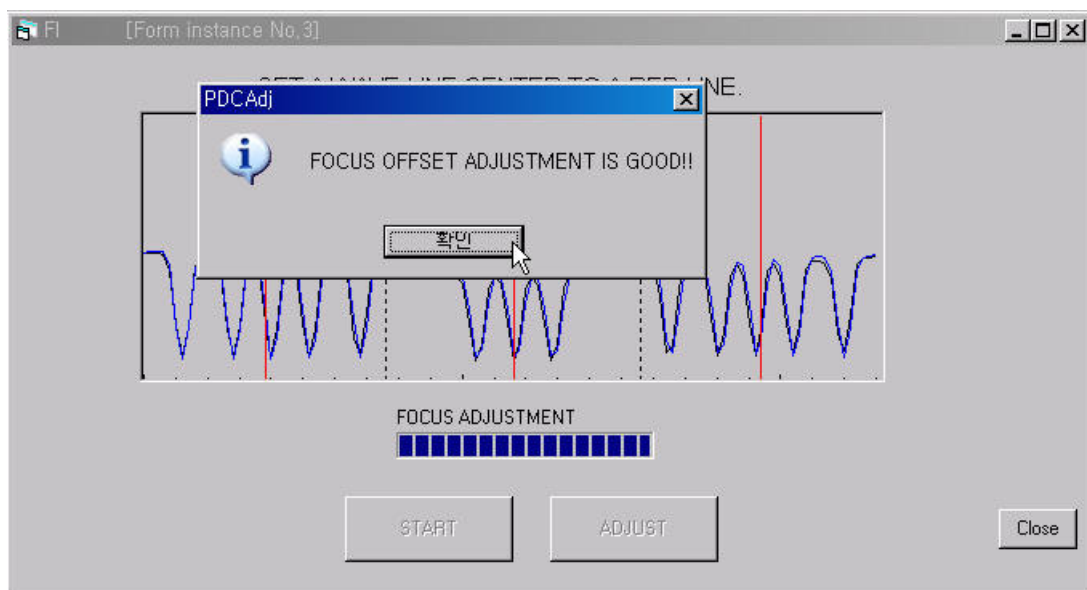 FI [Form instance No,3]
NE.
PDCAdj
FOCUS OFFSET ADJUSTMENT IS GOOD!!
확인
FOCUS ADJUSTMENT
START
ADJUST
Close